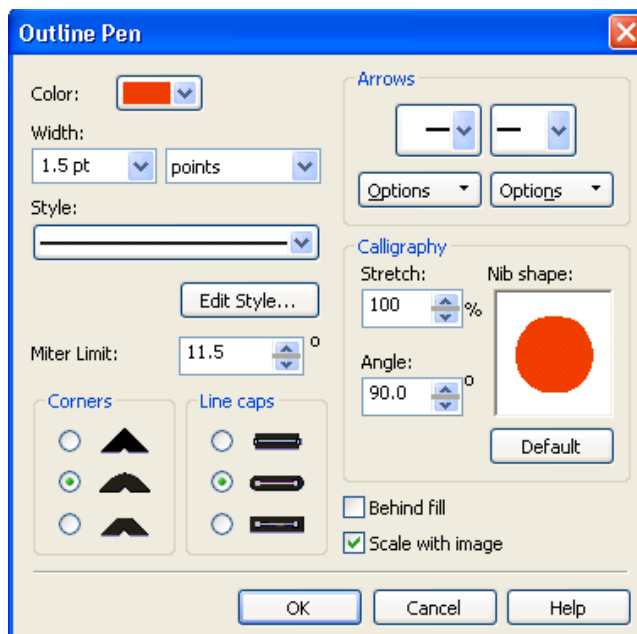 Outline Pen
Color:
Width:
1.5 pt
points
Style:
Edit Style...
Miter Limit:
11.5
o
Corners
Line caps
Arrows
Options
Options
Calligraphy
Stretch:
Nib shape:
100
%
Angle:
90.0
o
Default
Behind fill
Scale with image
OK
Cancel
Help